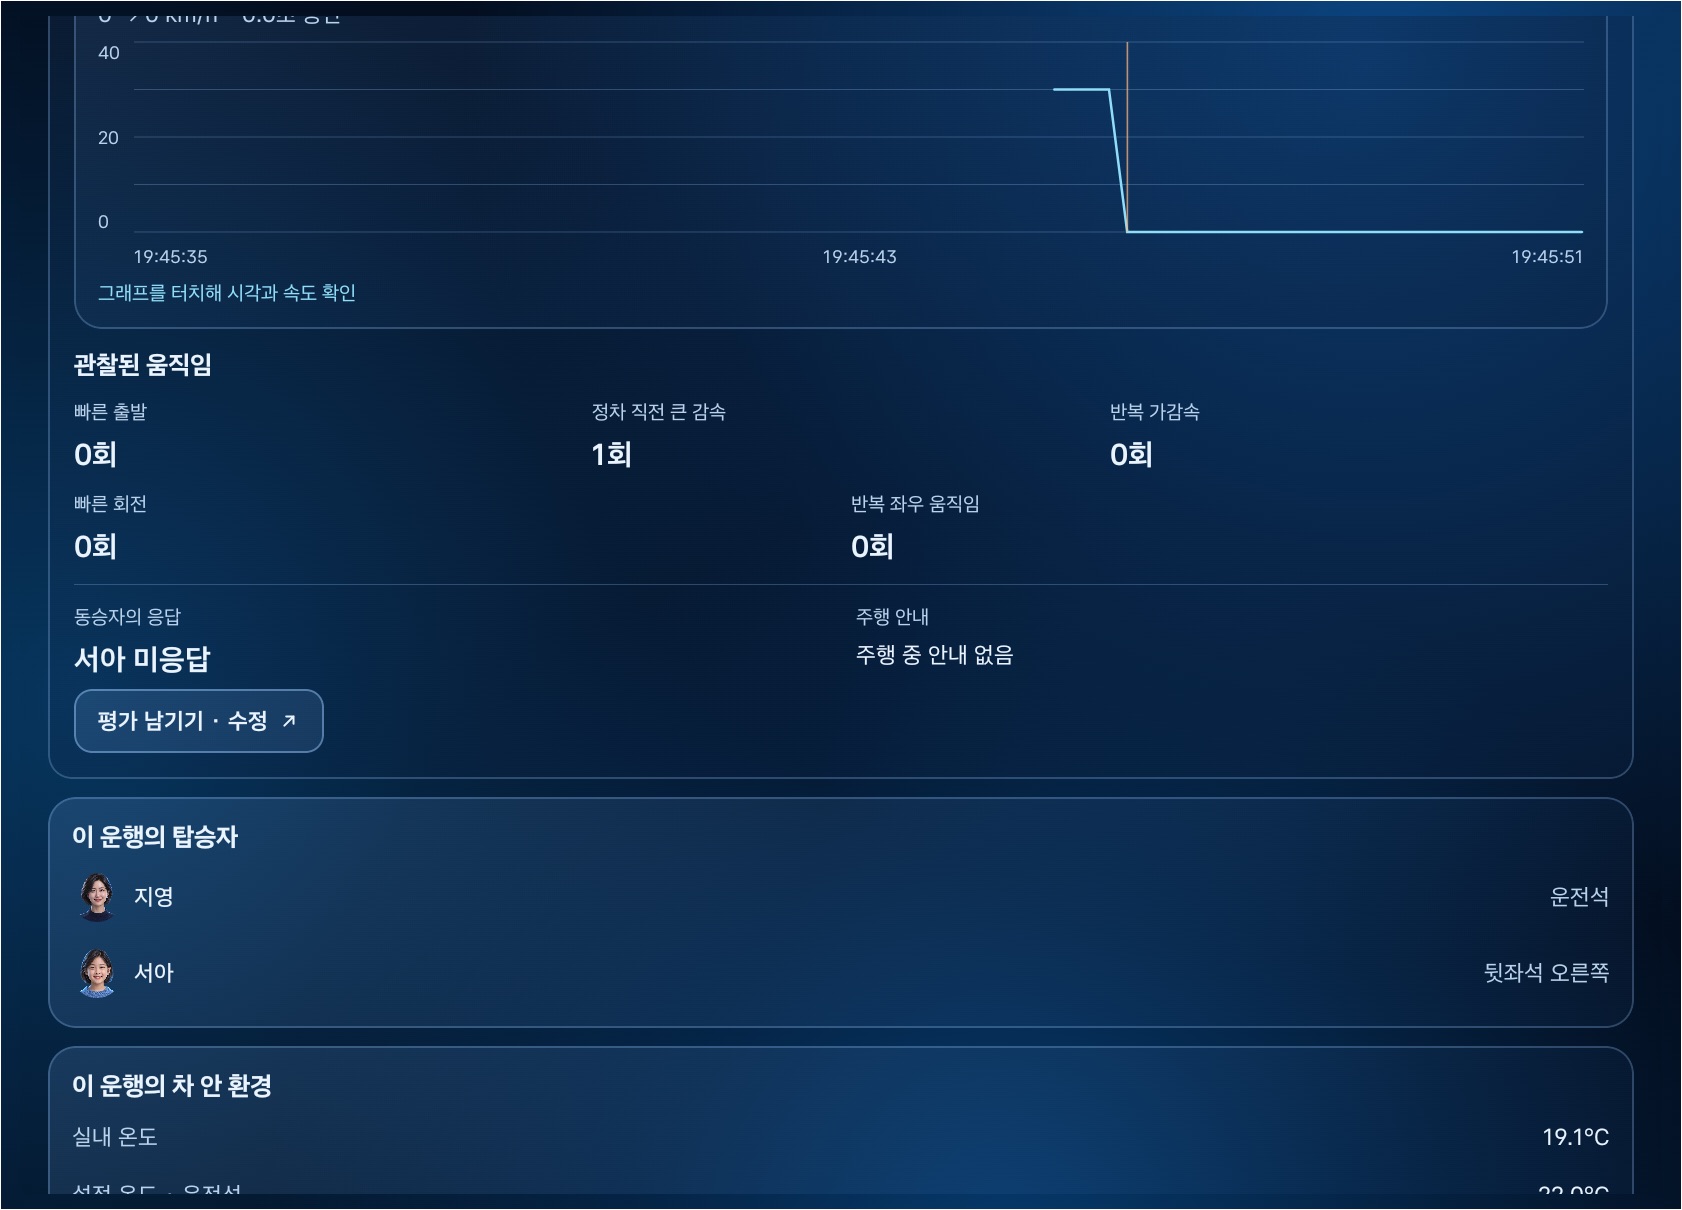 40
20
0
19:45:35 19:45:43 19:45:51
그래프를 터치해 시각과 속도 확인
관찰된 움직임
빠른 출발 정차 직전 큰 감속 반복 가감속
0회 1회 0회
빠른 회전 반복 좌우 움직임
0회 0회
동승자의 응답 주행 안내
서아 미응답 주행 중 안내 없음
평가 남기기 · 수정 ↗
이 운행의 탑승자
지영 운전석
서아 뒷좌석 오른쪽
이 운행의 차 안 환경
실내 온도 19.1°C